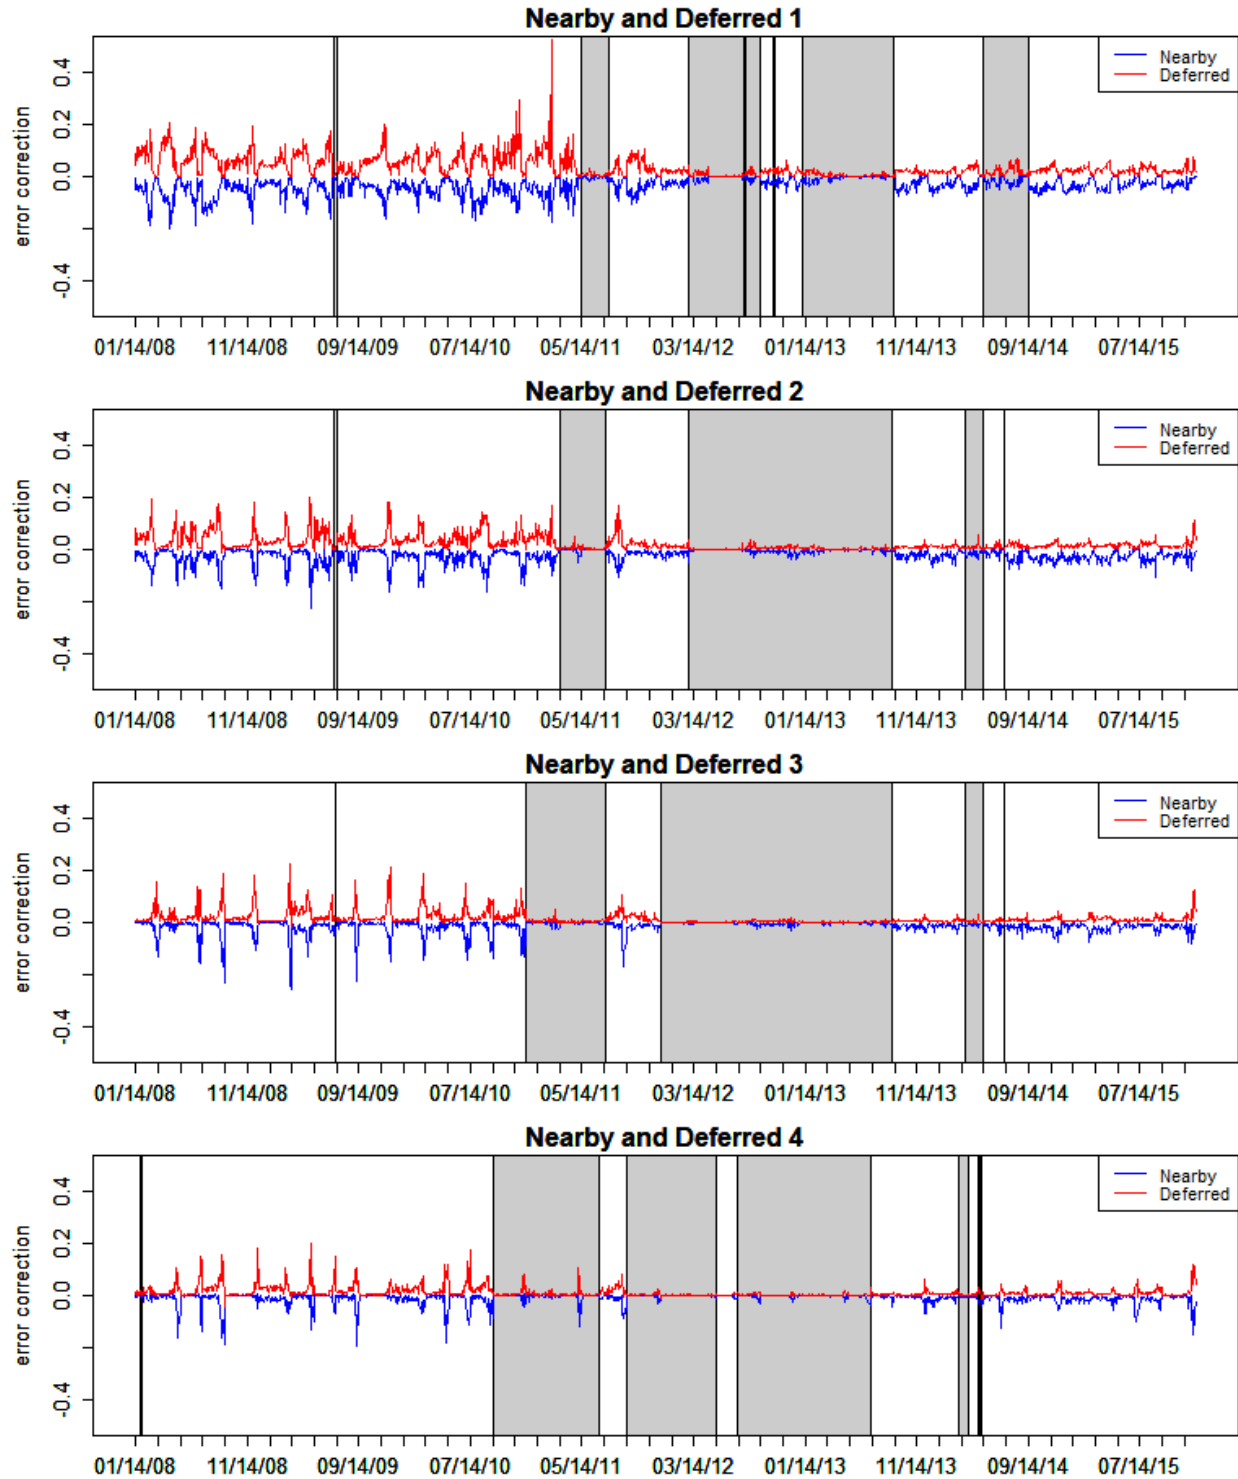 Nearby and Deferred 1
error correction
0.4
0.2
0.0
-0.4
Nearby
Deferred
01/14/08 11/14/08 09/14/09 07/14/10 05/14/11 03/14/12 01/14/13 11/14/13 09/14/14 07/14/15
Nearby and Deferred 2
error correction
0.4
0.2
0.0
-0.4
Nearby
Deferred
01/14/08 11/14/08 09/14/09 07/14/10 05/14/11 03/14/12 01/14/13 11/14/13 09/14/14 07/14/15
Nearby and Deferred 3
error correction
0.4
0.2
0.0
-0.4
Nearby
Deferred
01/14/08 11/14/08 09/14/09 07/14/10 05/14/11 03/14/12 01/14/13 11/14/13 09/14/14 07/14/15
Nearby and Deferred 4
error correction
0.4
0.2
0.0
-0.4
Nearby
Deferred
01/14/08 11/14/08 09/14/09 07/14/10 05/14/11 03/14/12 01/14/13 11/14/13 09/14/14 07/14/15